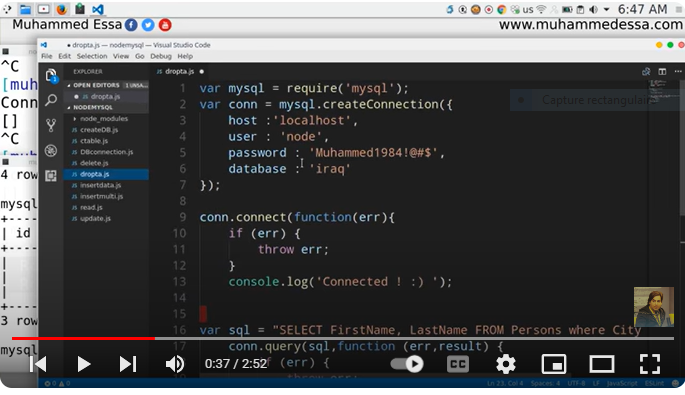 6:47 AM
Muhammed Essa
www.muhammedessa.com
dropta.js — nodemysql — Visual Studio Code
File Edit Selection View Go Debug Help
^C
[muh
Conn
[]
^C
[muh
4 row
mysql
| id
3 row
mysql
EXPLORER
OPEN EDITORS 1 UNSA...
dropta.js
NODEMYSQL
node_modules
createDB.js
ctable.js
DBconnection.js
delete.js
dropta.js
insertdata.js
insertmulti.js
read.js
update.js
dropta.js
Capture rectangular
1 var mysql = require('mysql');
2 var conn = mysql.createConnection({
3 host :'localhost',
4 user : 'node',
5 password : 'Muhammed1984!@#$',
6 database : 'iraq'
7 });
8
9 conn.connect(function(err){
10 if (err) {
11 throw err;
12 }
13 console.log('Connected ! :) ');
14
15
16 var sql = "SELECT FirstName, LastName FROM Persons where City
17 conn.query(sql,function (err,result) {
if (err) {
0:37 / 2:52
CC
Ln 23, Col 4 Spaces: 4 UTF-8 LF JavaScript ESLint